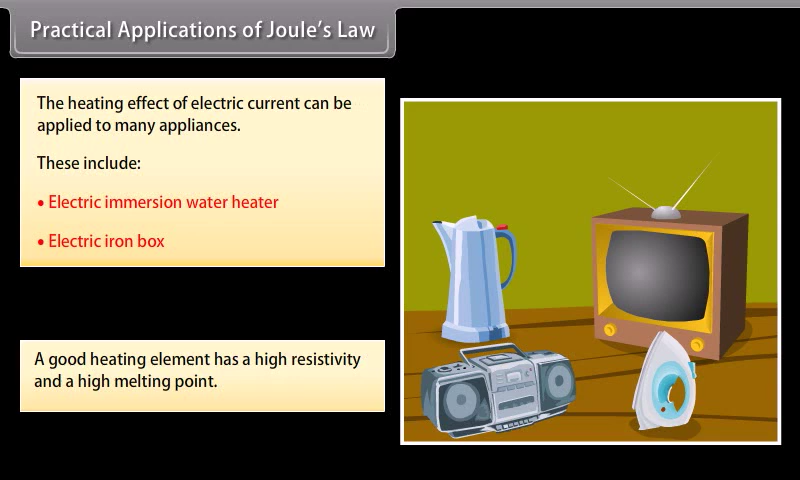 Practical Applications of Joule's Law
The heating effect of electric current can be
applied to many appliances.
These include:
• Electric immersion water heater
• Electric iron box
A good heating element has a high resistivity
and a high melting point.